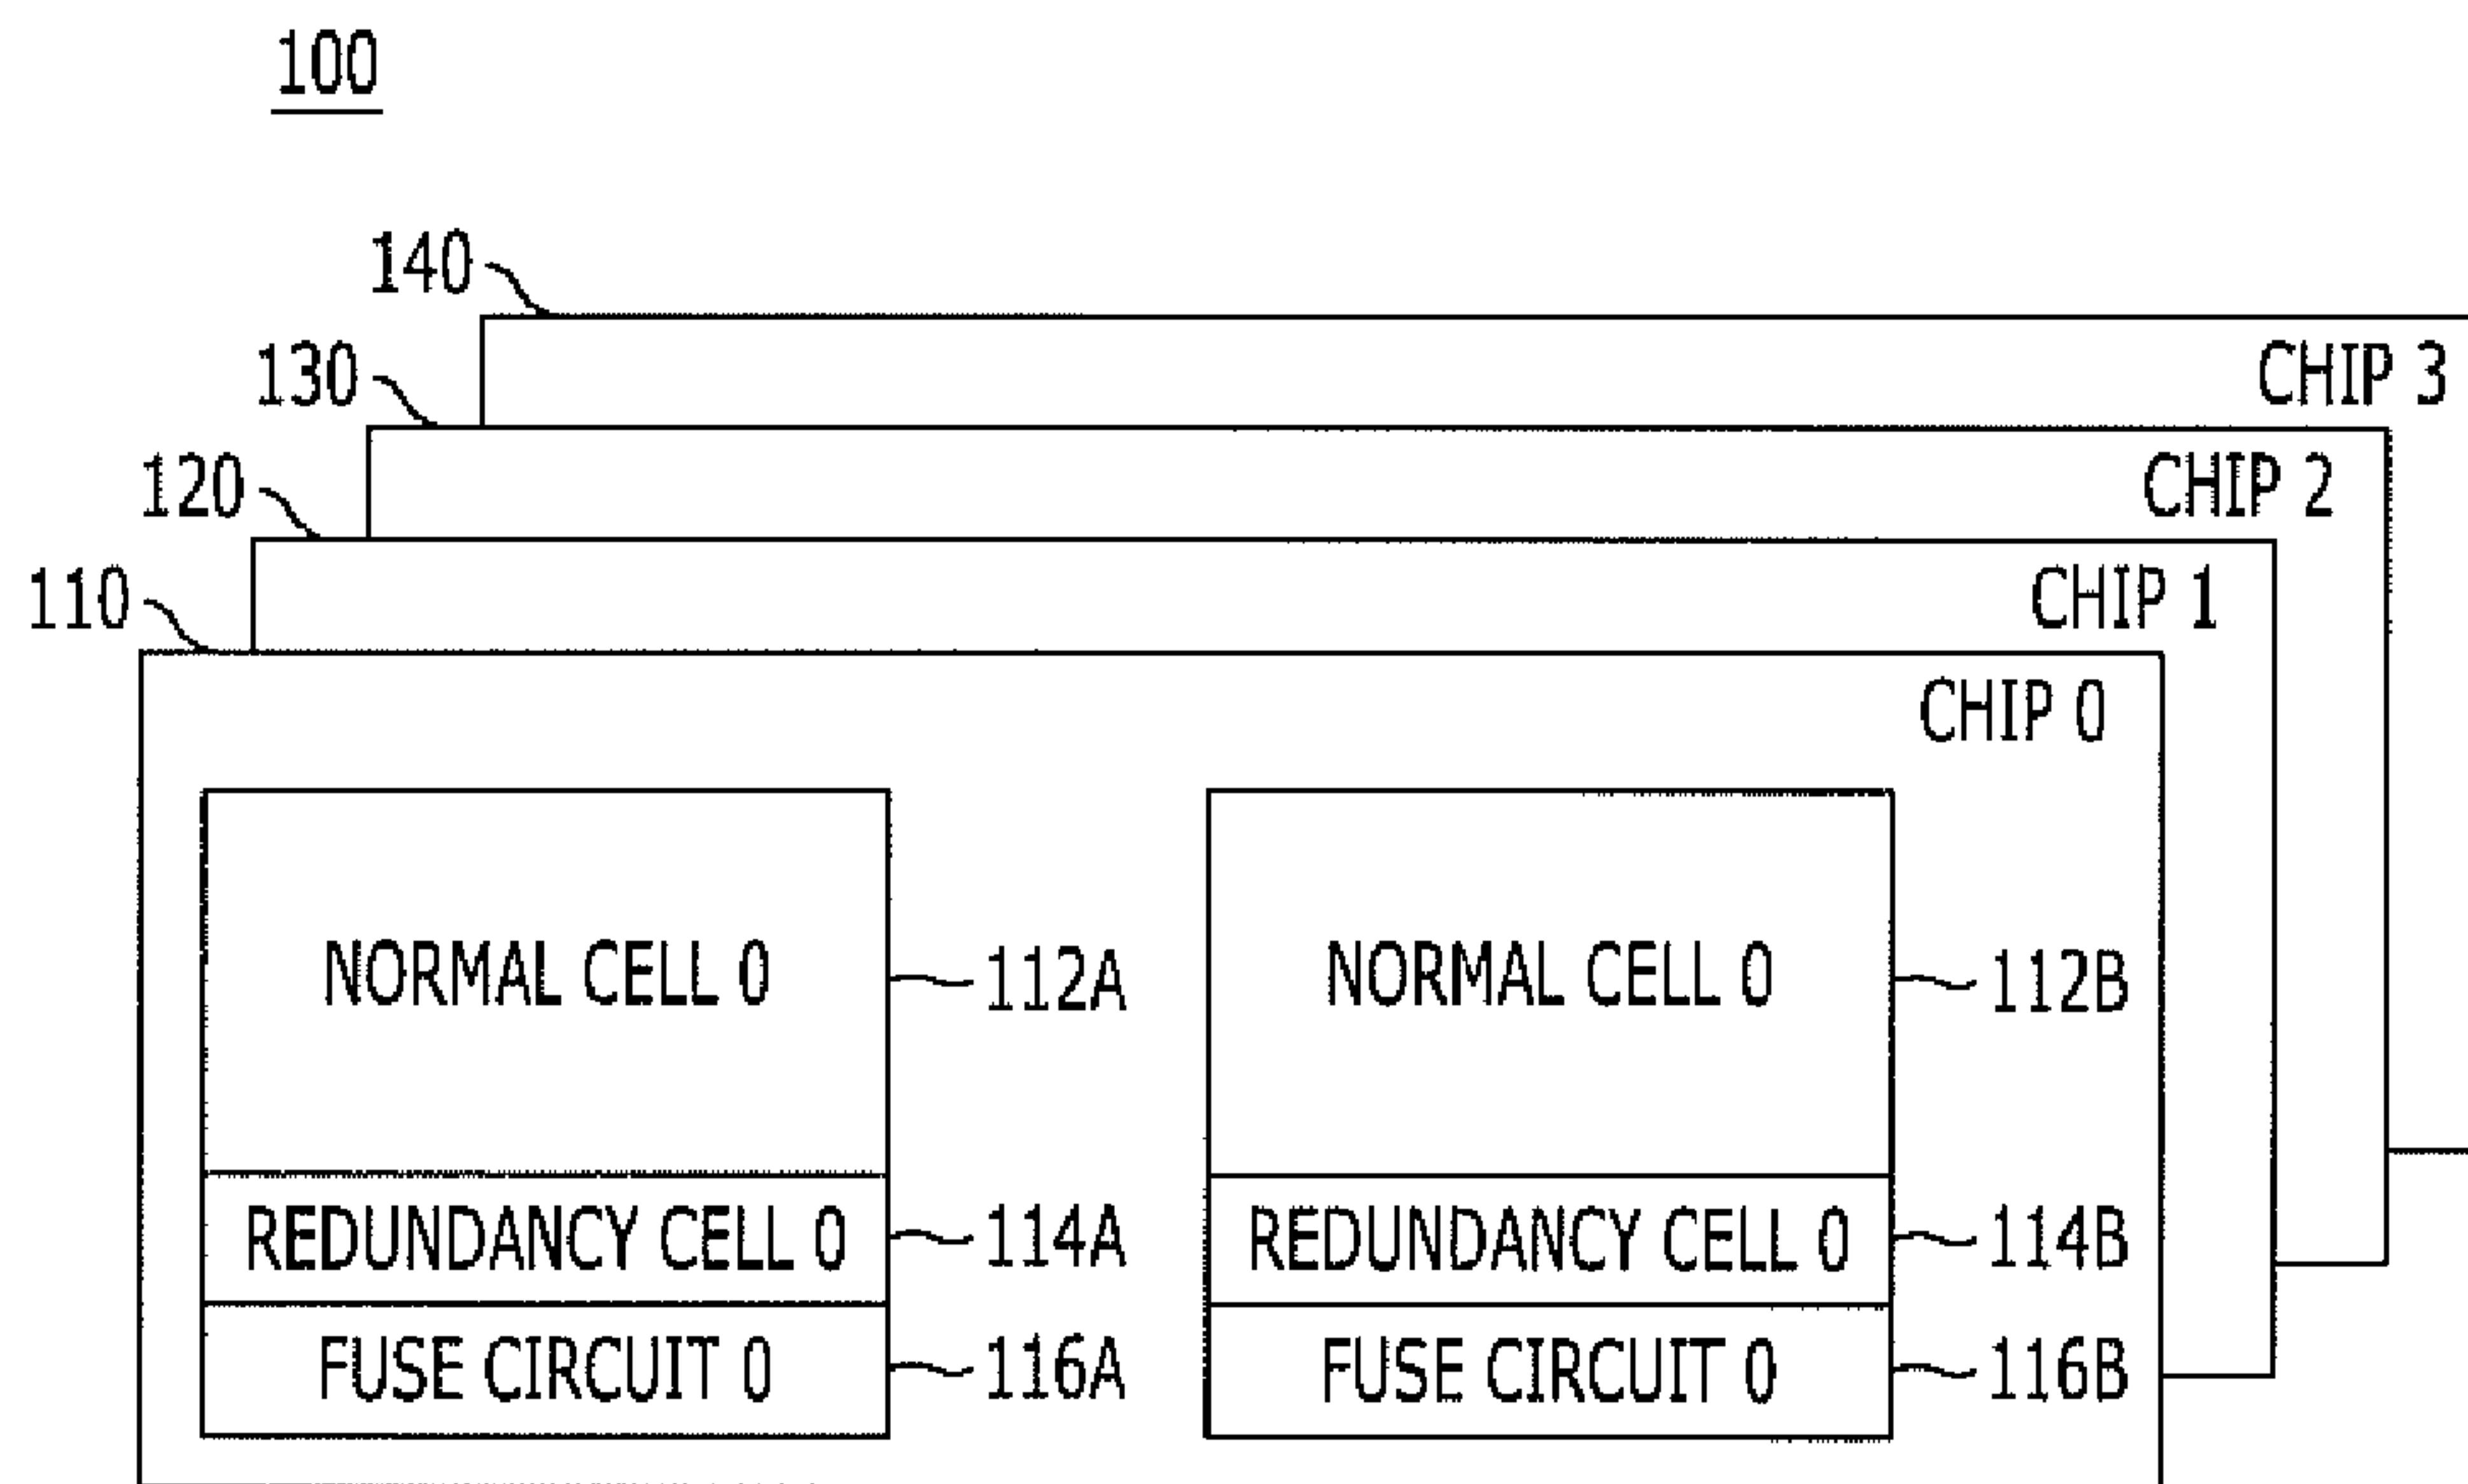 100
140
CHIP 3
130
CHIP 2
120
CHIP 1
110
CHIP 0
NORMAL CELL 0 112A NORMAL CELL 0 112B
REDUNDANCY CELL 0 114A REDUNDANCY CELL 0 114B
FUSE CIRCUIT 0 116A FUSE CIRCUIT 0 116B